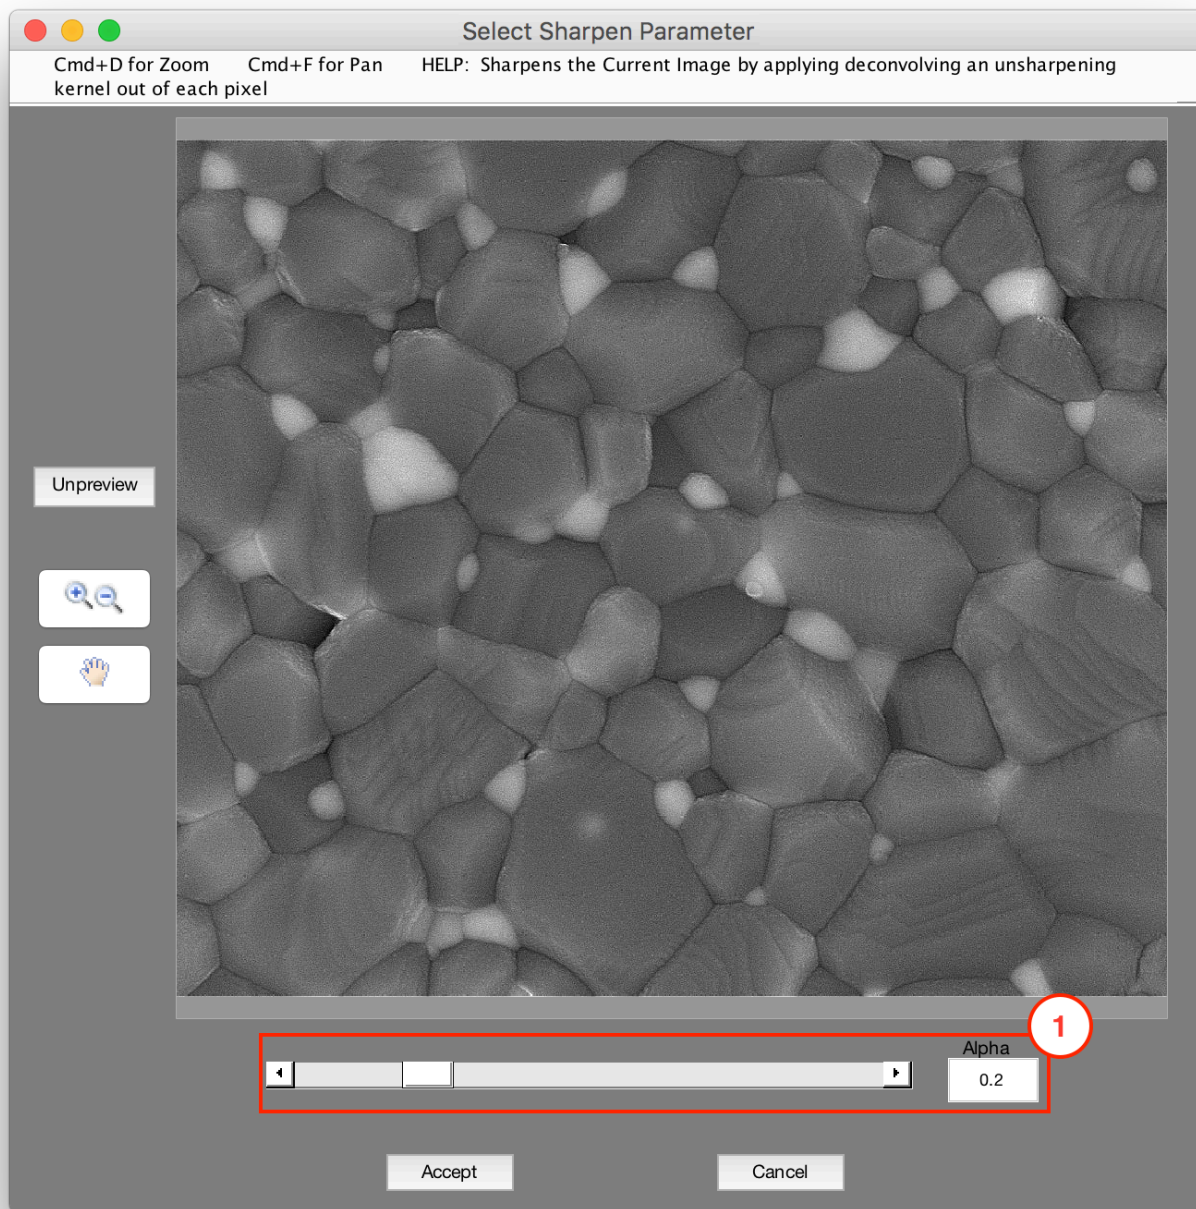 Select Sharpen Parameter
Cmd+D for Zoom Cmd+F for Pan HELP: Sharpens the Current Image by applying deconvolving an unsharpening
kernel out of each pixel
Unpreview
1
Alpha
0.2
Accept Cancel